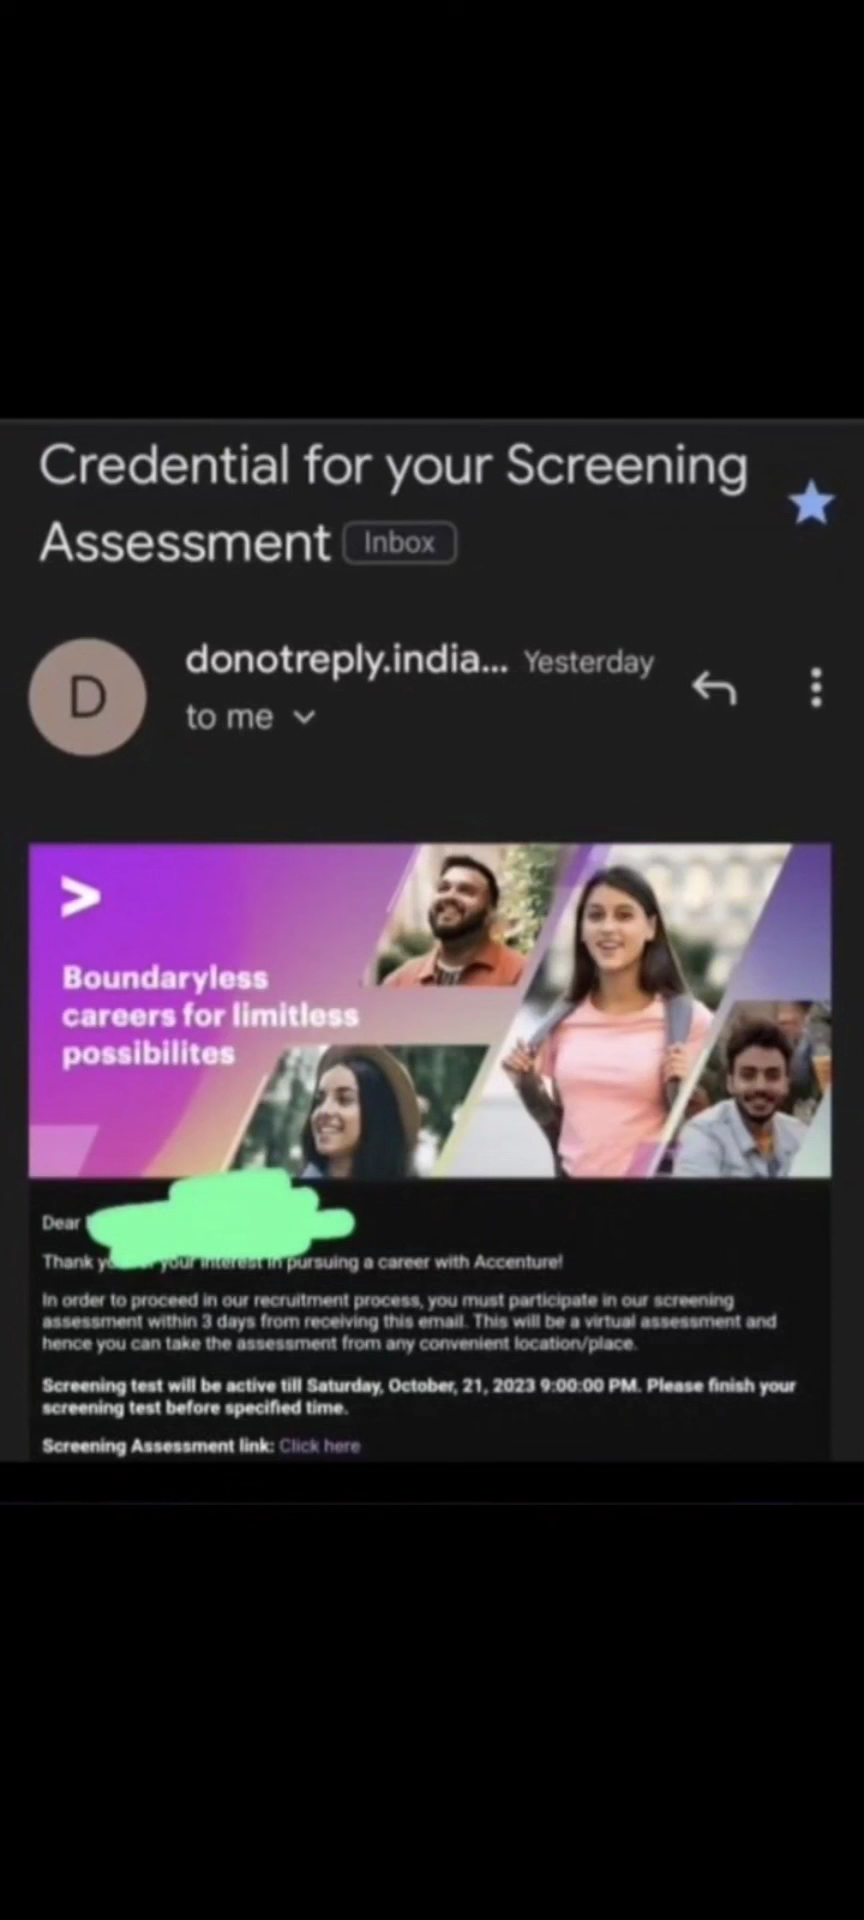 Credential for your Screening
Assessment Inbox
D
donotreply.india... Yesterday
to me
>
Boundaryless
careers for limitless
possibilites
Dear
Thank your interest in pursuing a career with Accenture!
In order to proceed in our recruitment process, you must participate in our screening
assessment within 3 days from receiving this email. This will be a virtual assessment and
hence you can take the assessment from any convenient location/place.
Screening test will be active till Saturday, October, 21, 2023 9:00:00 PM. Please finish your
screening test before specified time.
Screening Assessment link: Click here